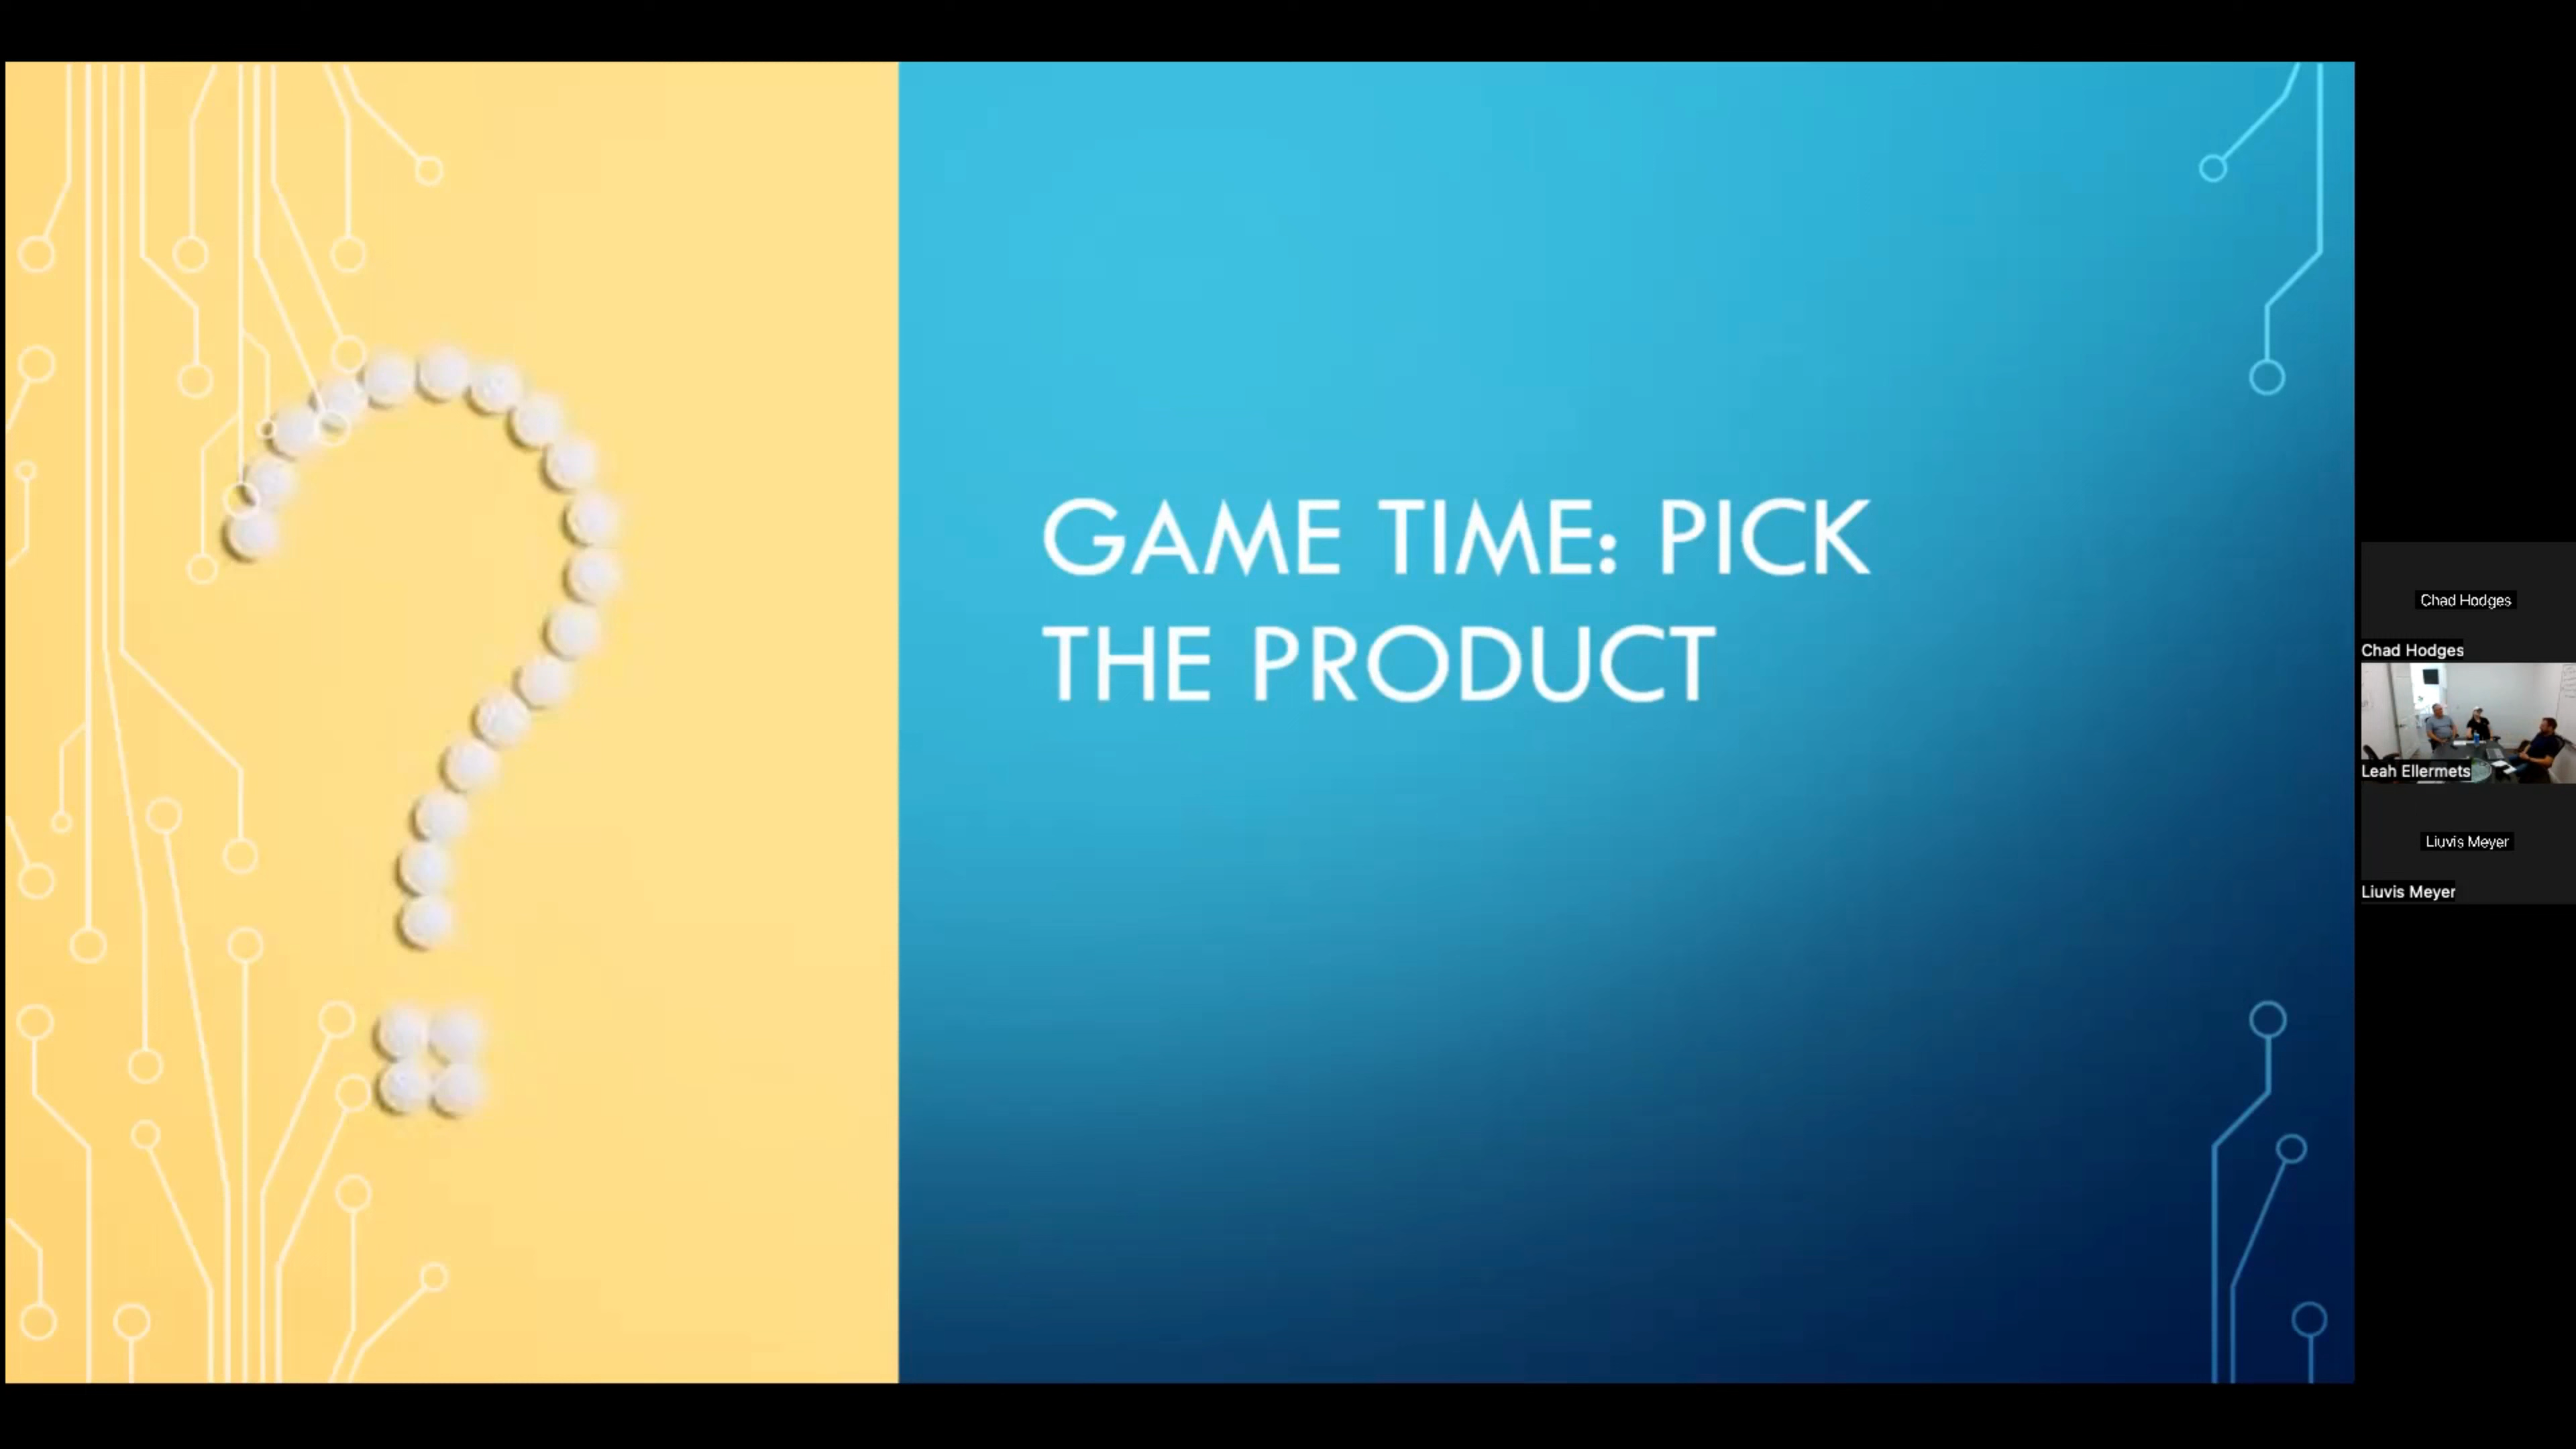 GAME TIME: PICK
THE PRODUCT
Chad Hodges
Chad Hodges
Leah Ellermets
Liuvis Meyer
Liuvis Meyer